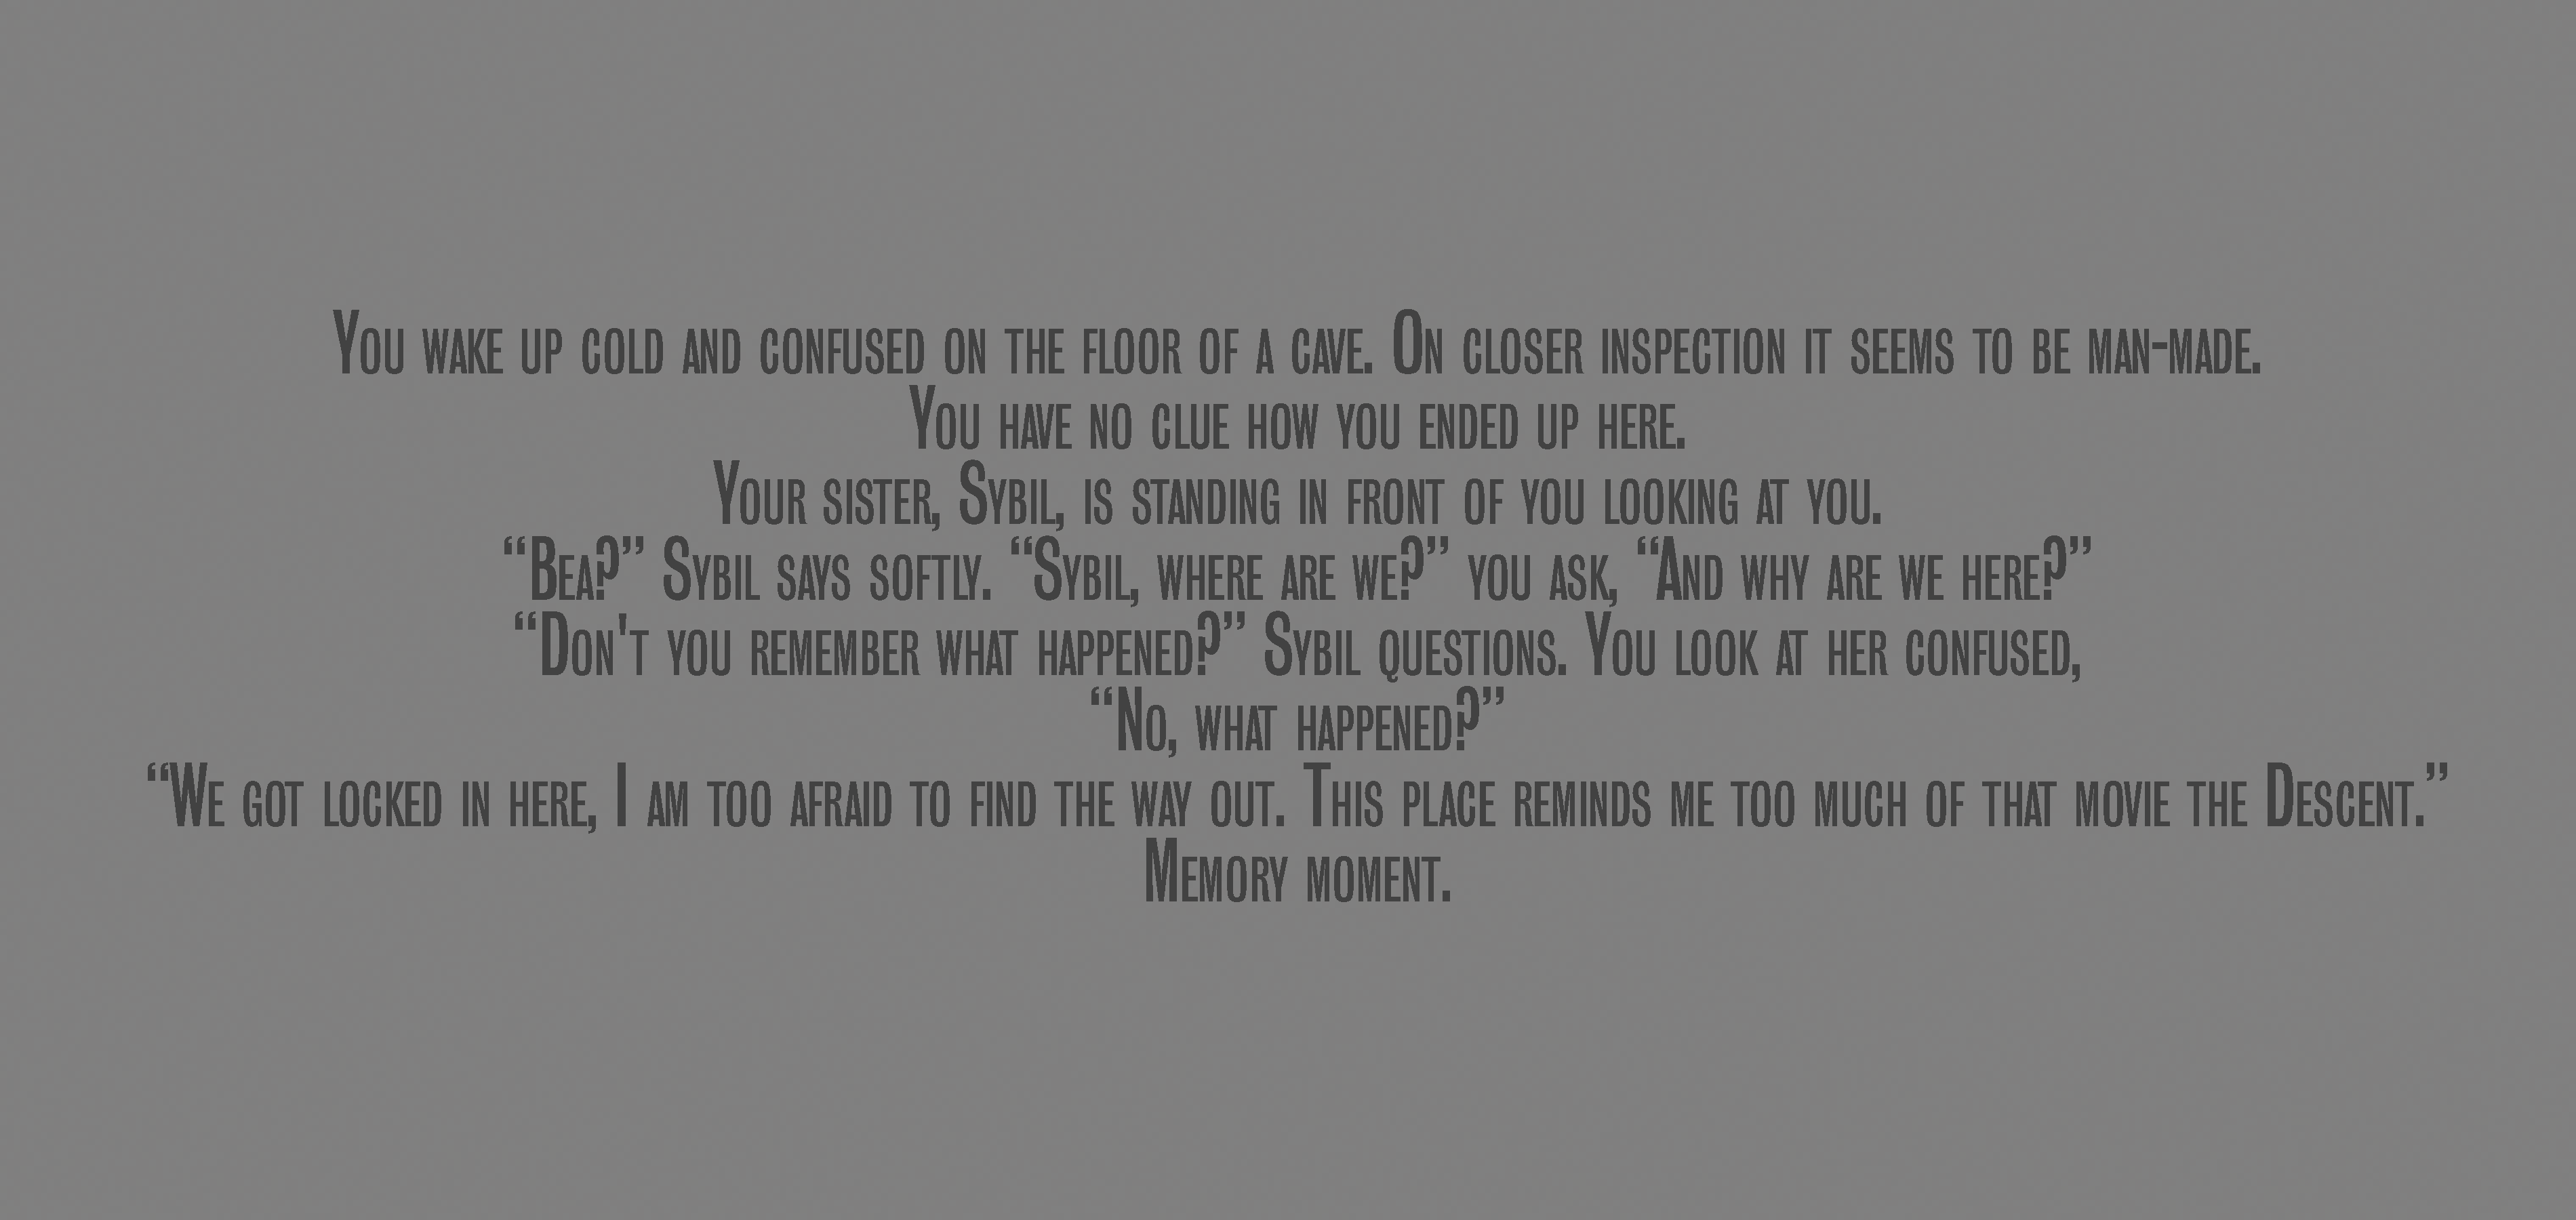 You wake up cold and confused on the floor of a cave. On closer inspection it seems to be man-made.
You have no clue how you ended up here.
Your sister, Sybil, is standing in front of you looking at you.
“Bea?” Sybil says softly. “Sybil, where are we?” you ask, “And why are we here?”
“Don't you remember what happened?” Sybil questions. You look at her confused,
“No, what happened?”
“We got locked in here, I am too afraid to find the way out. This place reminds me too much of that movie the Descent.”
Memory moment.